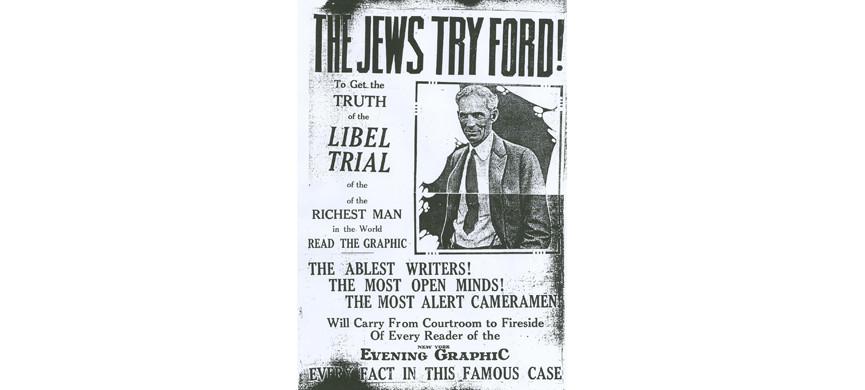 THE JEWS TRY FORD!
To Get the
TRUTH
of the
LIBEL
TRIAL
of the
of the
RICHEST MAN
in the World
READ THE GRAPHIC
THE ABLEST WRITERS!
THE MOST OPEN MINDS!
THE MOST ALERT CAMERAMEN
Will Carry From Courtroom to Fireside
Of Every Reader of the
NEW YORK
EVENING GRAPHIC
EVERY FACT IN THIS FAMOUS CASE